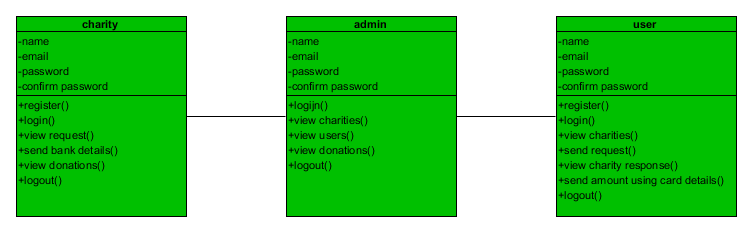 charity
-name
-email
-password
-confirm password
+register()
+login()
+view request()
+send bank details()
+view donations()
+logout()
admin
-name
-email
-password
-confirm password
+logijn()
+view charities()
+view users()
+view donations()
+logout()
user
-name
-email
-password
-confirm password
+register()
+login()
+view charities()
+send request()
+view charity response()
+send amount using card details()
+logout()